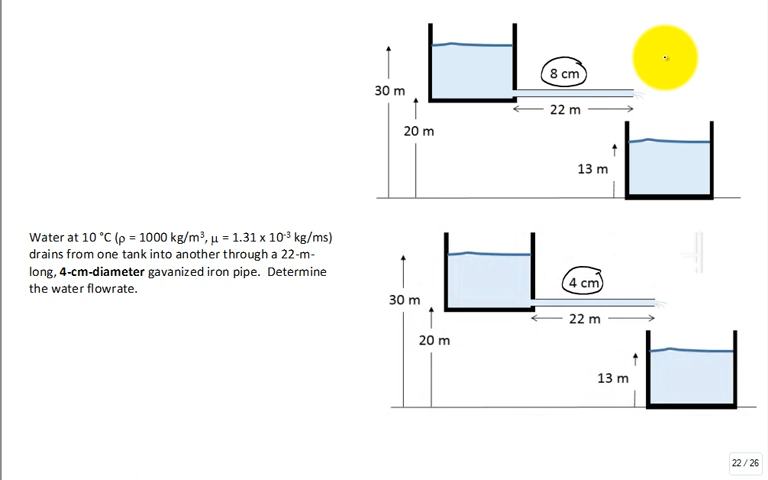 8 cm
30 m
22 m
20 m
13 m
Water at 10 °C (ρ = 1000 kg/m³, μ = 1.31 x 10⁻³ kg/ms)
drains from one tank into another through a 22-m-
long, 4-cm-diameter gavanized iron pipe. Determine
the water flowrate.
4 cm
30 m
22 m
20 m
13 m
22 / 26